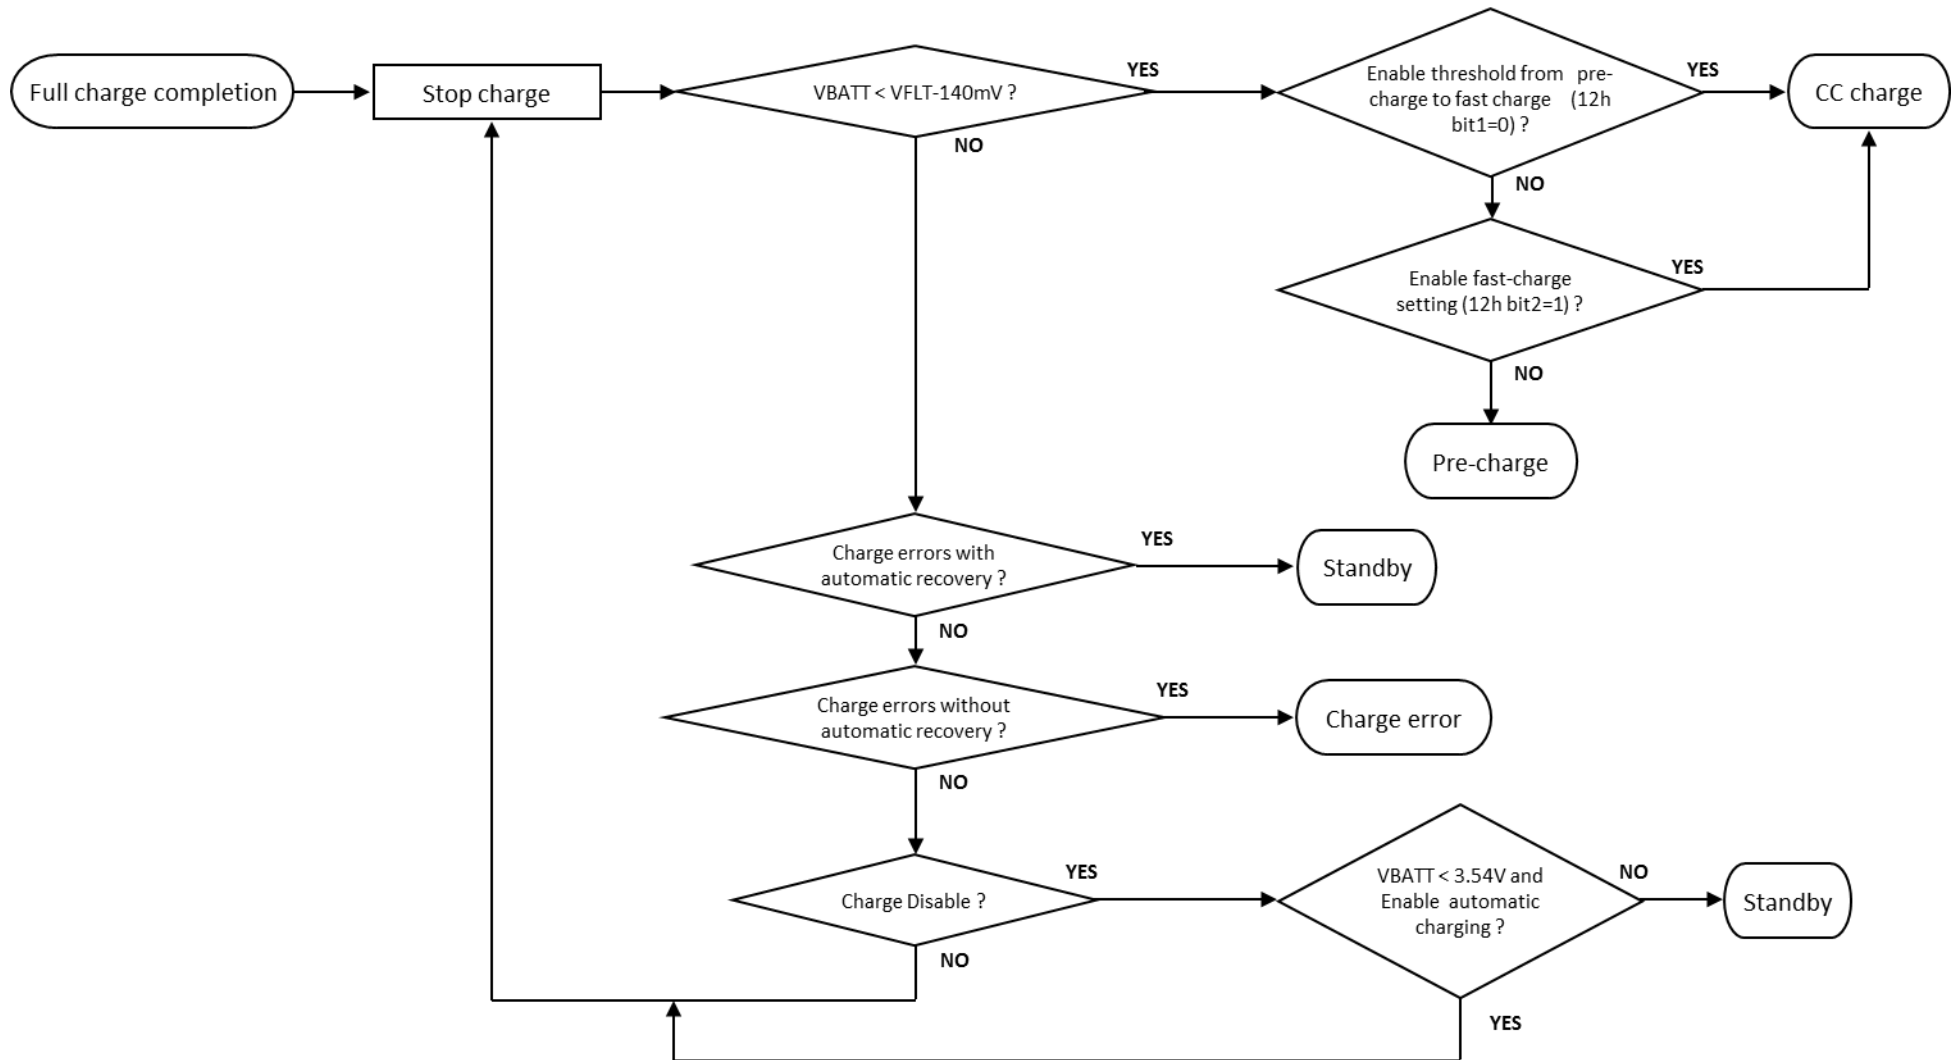 Full charge completion
Stop charge
VBATT < VFLT-140mV ?
YES
NO
Enable threshold from pre-
charge to fast charge (12h
bit1=0) ?
YES
CC charge
NO
Enable fast-charge
setting (12h bit2=1) ?
YES
NO
Pre-charge
Charge errors with
automatic recovery ?
YES
Standby
NO
Charge errors without
automatic recovery ?
YES
Charge error
NO
Charge Disable ?
YES
NO
VBATT < 3.54V and
Enable automatic
charging ?
NO
Standby
YES